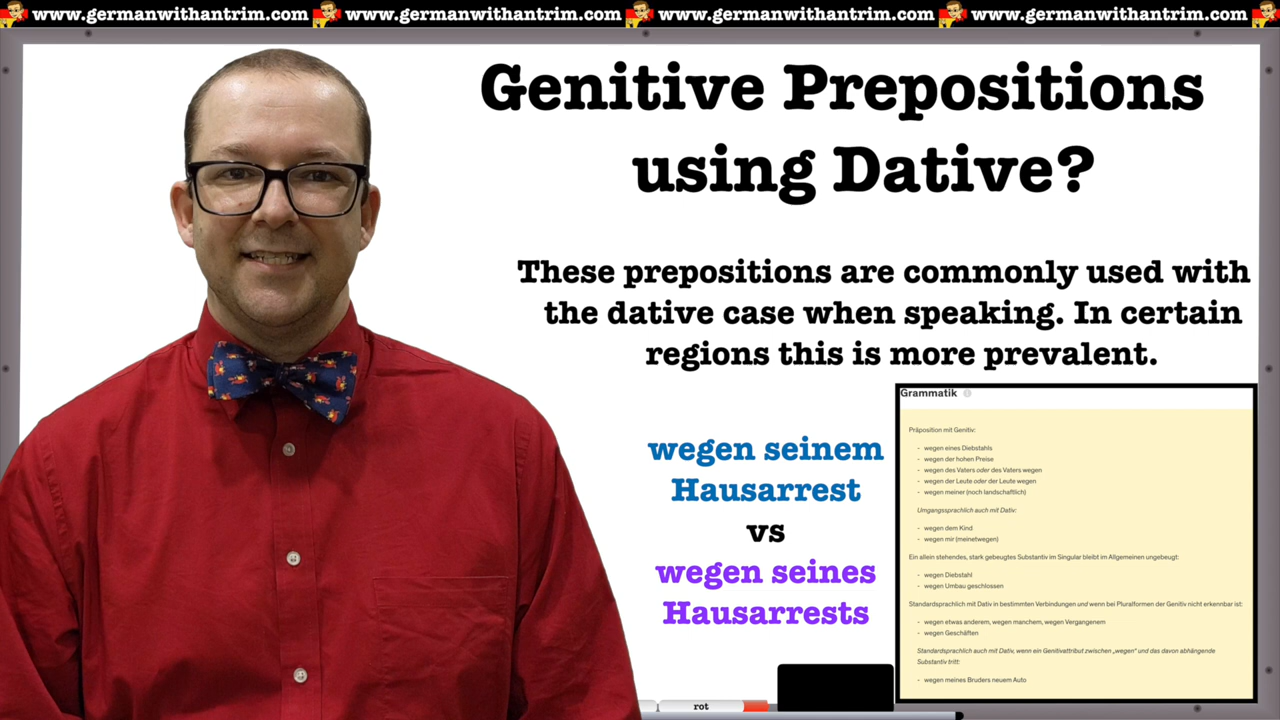 www.germanwithantrim.com www.germanwithantrim.com www.germanwithantrim.com www.germanwithantrim.com
Genitive Prepositions
using Dative?
These prepositions are commonly used with
the dative case when speaking. In certain
regions this is more prevalent.
wegen seinem
Hausarrest
vs
wegen seines
Hausarrests
Grammatik
Präposition mit Genitiv:
- wegen eines Diebstahls
- wegen der hohen Preise
- wegen des Vaters oder des Vaters wegen
- wegen der Leute oder der Leute wegen
- wegen meiner (noch landschaftlich)
Umgangssprachlich auch mit Dativ:
- wegen dem Kind
- wegen mir (meinetwegen)
Ein allein stehendes, stark gebeugtes Substantiv im Singular bleibt im Allgemeinen ungebeugt:
- wegen Diebstahl
- wegen Umbau geschlossen
Standardsprachlich mit Dativ in bestimmten Verbindungen und wenn bei Pluralformen der Genitiv nicht erkennbar ist:
- wegen etwas anderem, wegen manchem, wegen Vergangenem
- wegen Geschäften
Standardsprachlich auch mit Dativ, wenn ein Genitivattribut zwischen „wegen“ und das davon abhängende
Substantiv tritt:
- wegen meines Bruders neuem Auto
rot